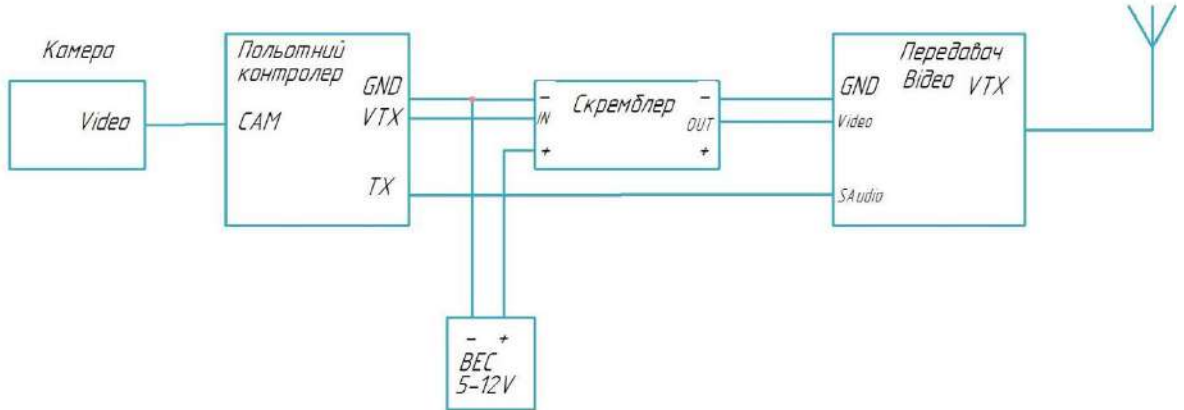 Камера
Video
Польотний
контролер
GND
VTX
CAM
TX
−
IN
+
Скремблер
−
OUT
+
Передавач
Відео
VTX
GND
Video
SAudio
− +
BEC
5-12V